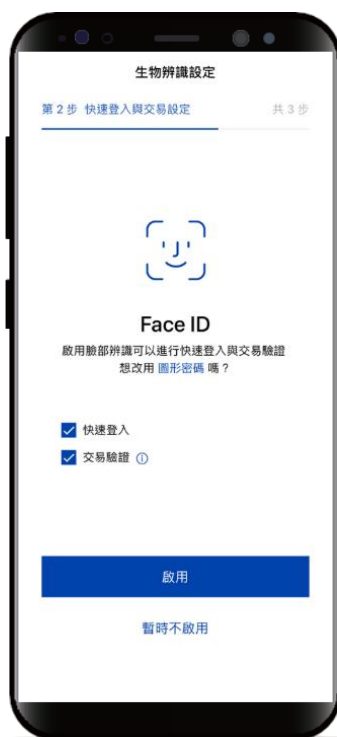 生物辨識設定
第 2 步 快速登入與交易設定 共 3 步
Face ID
啟用臉部辨識可以進行快速登入與交易驗證
想改用 圖形密碼 嗎？
快速登入
交易驗證
啟用
暫時不啟用